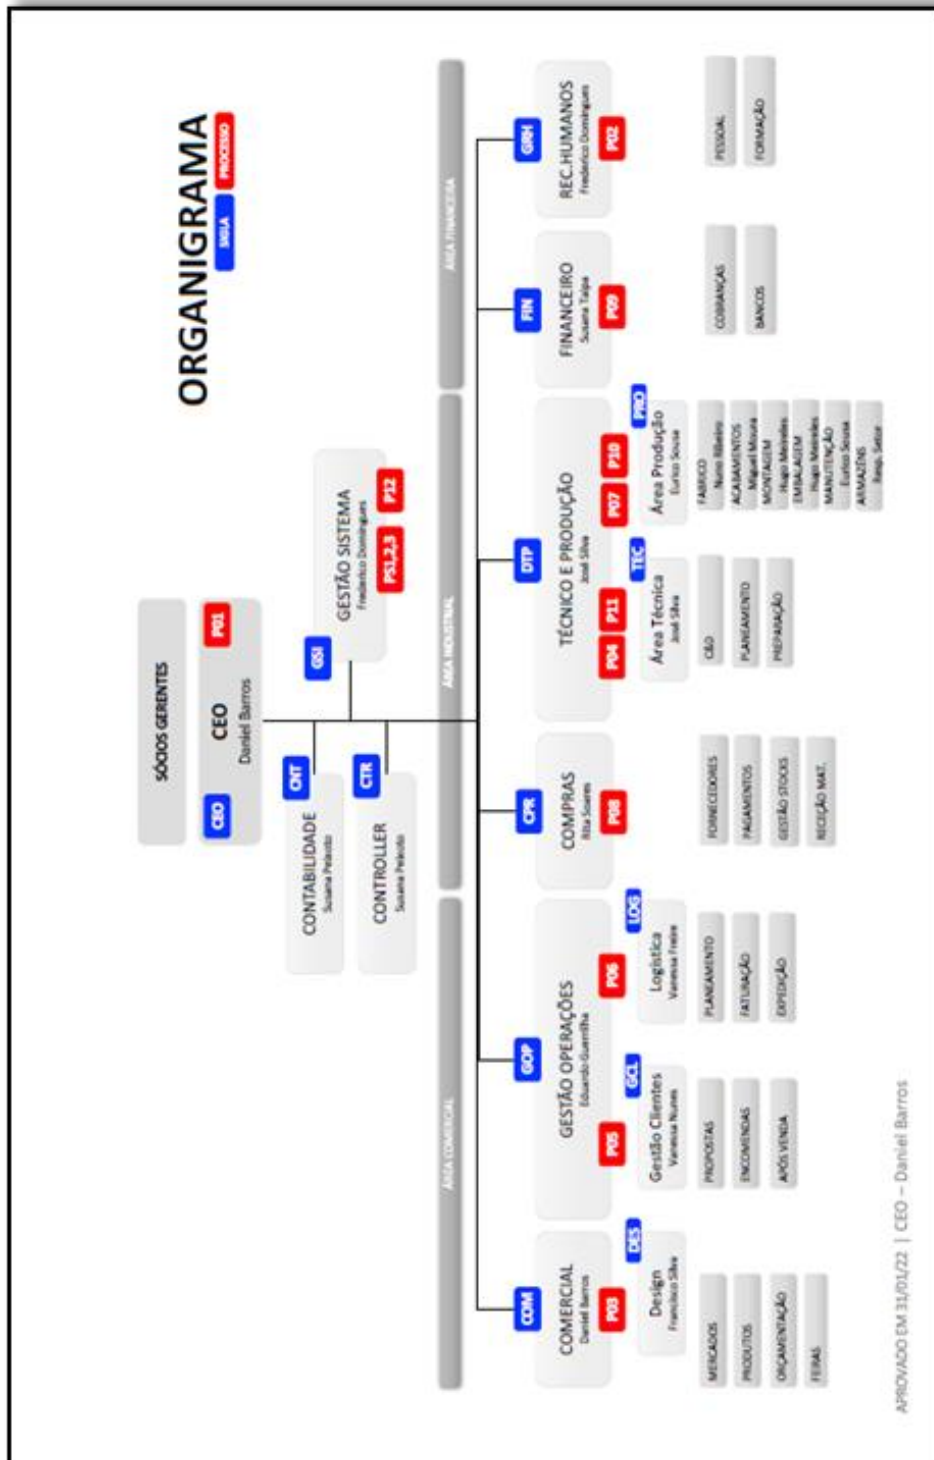 ORGANIGRAMA
SIGLA PROCESSO
SÓCIOS GERENTES
CEO
CEO
P01
Daniel Barros
CNT
CONTABILIDADE
Susana Peixoto
GSI
GESTÃO SISTEMA
Frederico Domingues
PS1,2,3
P12
CTR
CONTROLLER
Susana Peixoto
ÁREA COMERCIAL
ÁREA INDUSTRIAL
ÁREA FINANCEIRA
COM
COMERCIAL
Daniel Barros
P03
DES
Design
Francisco Silva
MERCADOS
PRODUTOS
ORÇAMENTAÇÃO
FEIRAS
GOP
GESTÃO OPERAÇÕES
Eduardo Guerrilha
P05
P06
GCL
Gestão Clientes
Vanessa Nunes
PROPOSTAS
ENCOMENDAS
APÓS VENDA
LOG
Logística
Vanessa Freire
PLANEAMENTO
FATURAÇÃO
EXPEDIÇÃO
CPR
COMPRAS
Rita Soares
P08
FORNECEDORES
PAGAMENTOS
GESTÃO STOCKS
RECEÇÃO MAT.
DTP
TÉCNICO E PRODUÇÃO
José Silva
P04
P11
P07
P10
TEC
Área Técnica
José Silva
C&D
PLANEAMENTO
PREPARAÇÃO
PRO
Área Produção
Eurico Sousa
FABRICO
Nuno Ribeiro
ACABAMENTOS
Miguel Moura
MONTAGEM
Hugo Meireles
EMBALAGEM
Hugo Meireles
MANUTENÇÃO
Eurico Sousa
ARMAZÉNS
Resp. Setor
FIN
FINANCEIRO
Susana Taipa
P09
COBRANÇAS
BANCOS
GRH
REC.HUMANOS
Frederico Domingues
P02
PESSOAL
FORMAÇÃO
APROVADO EM 31/01/22 | CEO – Daniel Barros